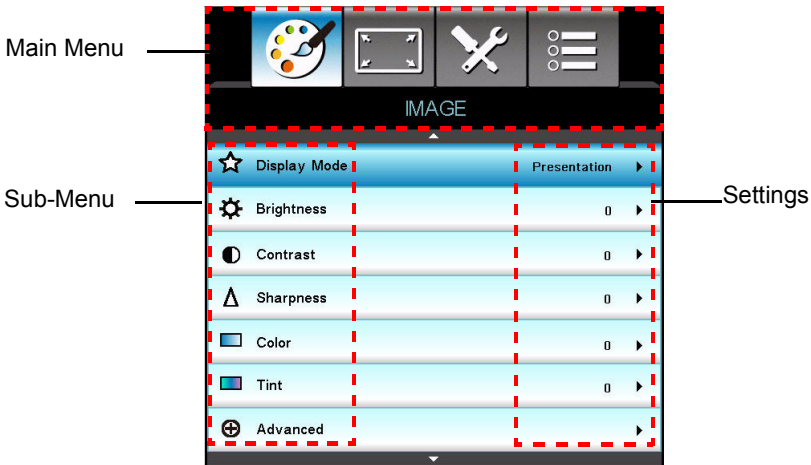 Main Menu
IMAGE
Sub-Menu
Settings
Display Mode Presentation
Brightness 0
Contrast 0
Sharpness 0
Color 0
Tint 0
Advanced